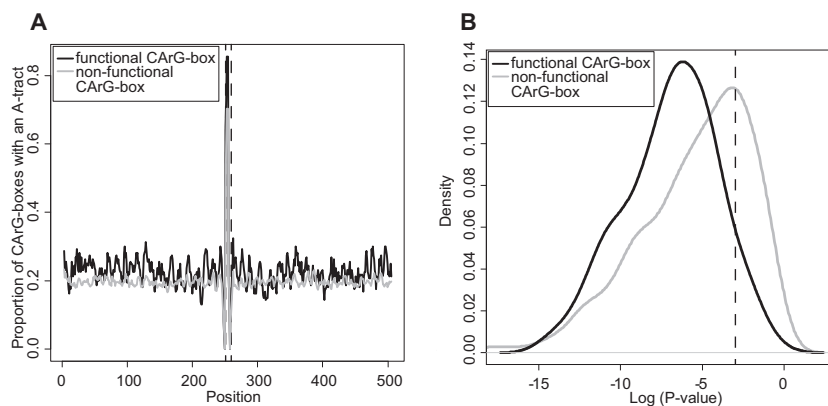 A
functional CArG-box
non-functional
CArG-box
Proportion of CArG-boxes with an A-tract
0.0
0.2
0.4
0.6
0.8
0
100
200
300
400
500
Position
B
functional CArG-box
non-functional
CArG-box
Density
0.14
0.12
0.10
0.08
0.06
0.04
0.02
0.00
-15
-10
-5
0
Log (P-value)